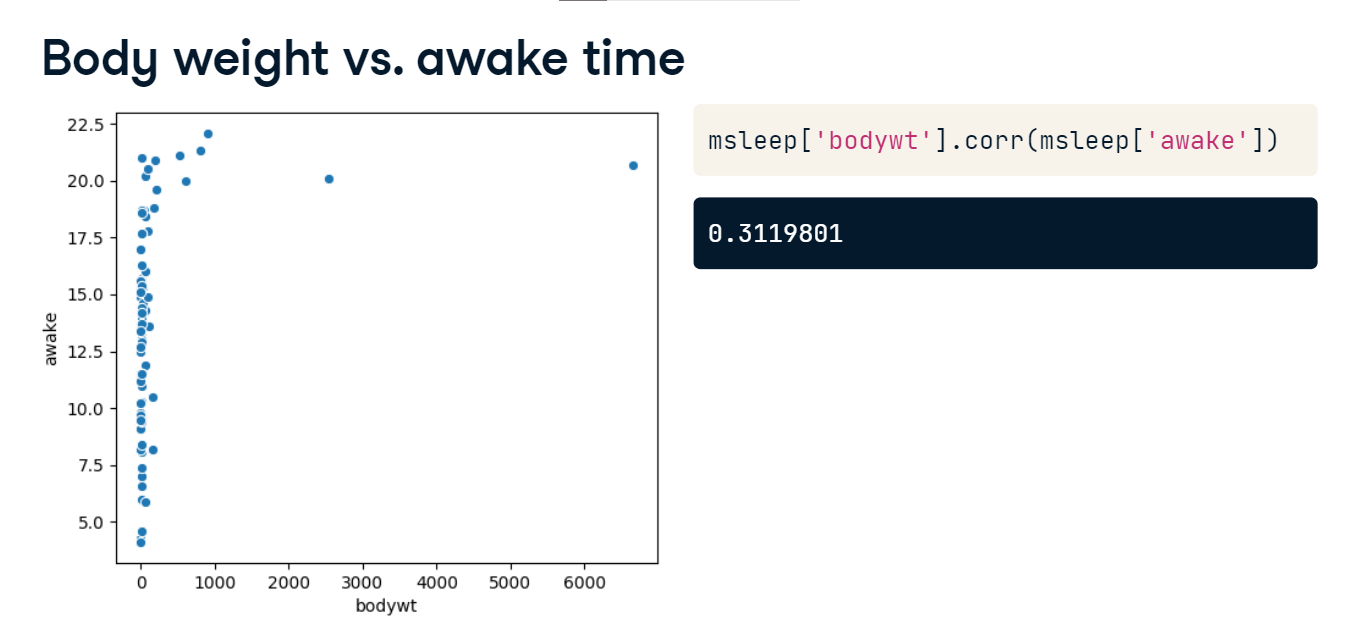 Body weight vs. awake time
msleep['bodywt'].corr(msleep['awake'])
0.3119801
22.5
20.0
17.5
15.0
12.5
10.0
7.5
5.0
awake
0 1000 2000 3000 4000 5000 6000
bodywt